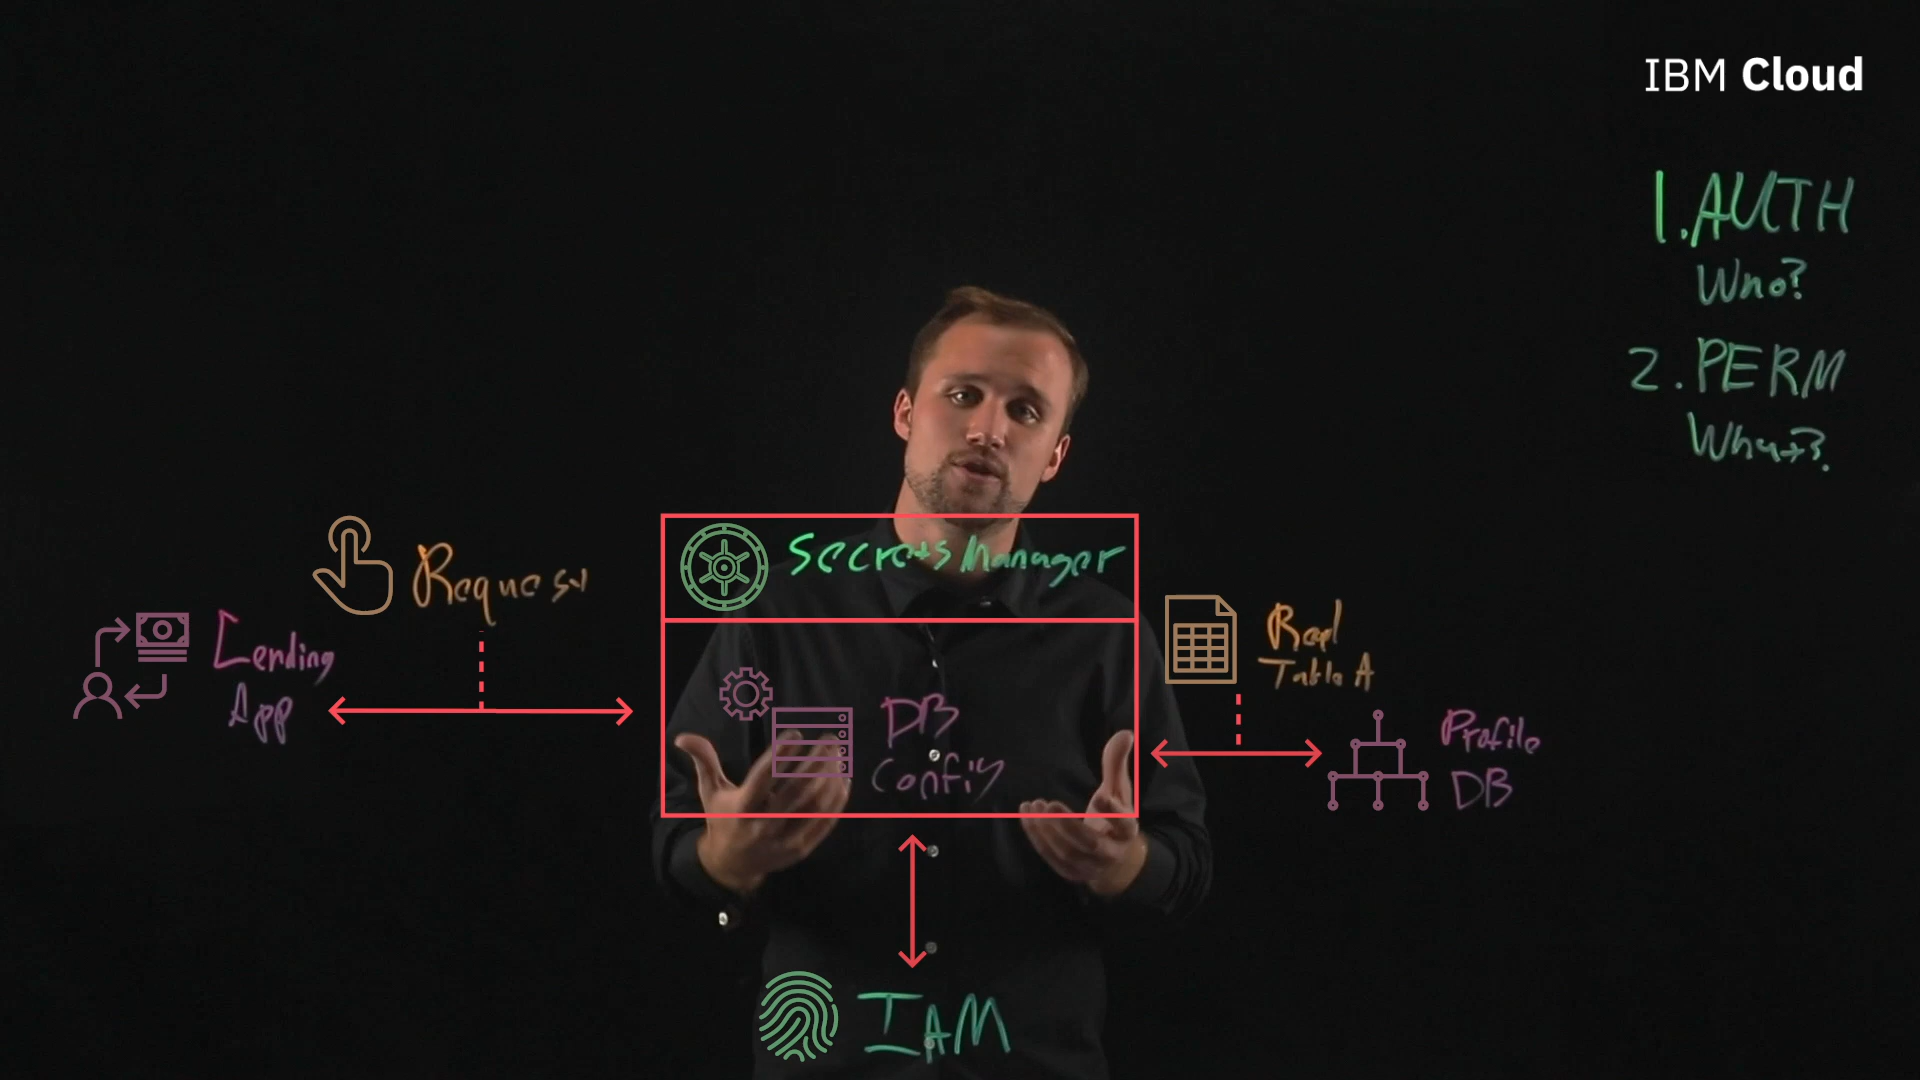 IBM Cloud
1. AUTH
Who?
2. PERM
What?
Request
Lending
App
Secrets Manager
DB
Config
Read
Table A
Profile
DB
IAM